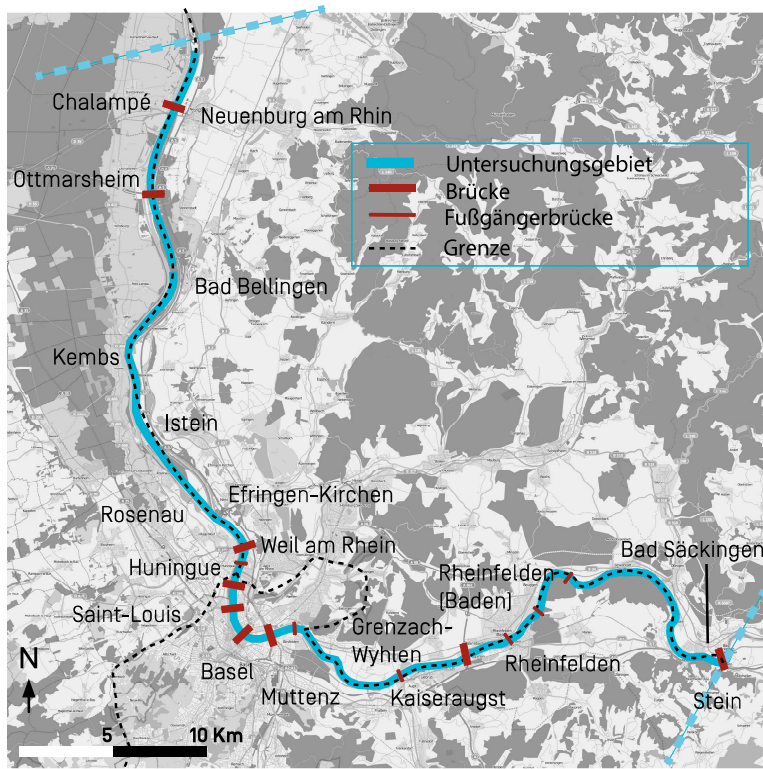 Chalampé
Neuenburg am Rhin
Untersuchungsgebiet
Brücke
Fußgängerbrücke
Grenze
Ottmarsheim
Bad Bellingen
Kembs
Istein
Efringen-Kirchen
Rosenau
Weil am Rhein
Huningue
Saint-Louis
Basel
Muttenz
Grenzach-
Wyhlen
Kaiseraugst
Rheinfelden
(Baden)
Rheinfelden
Bad Säckingen
Stein
N
5
10 Km